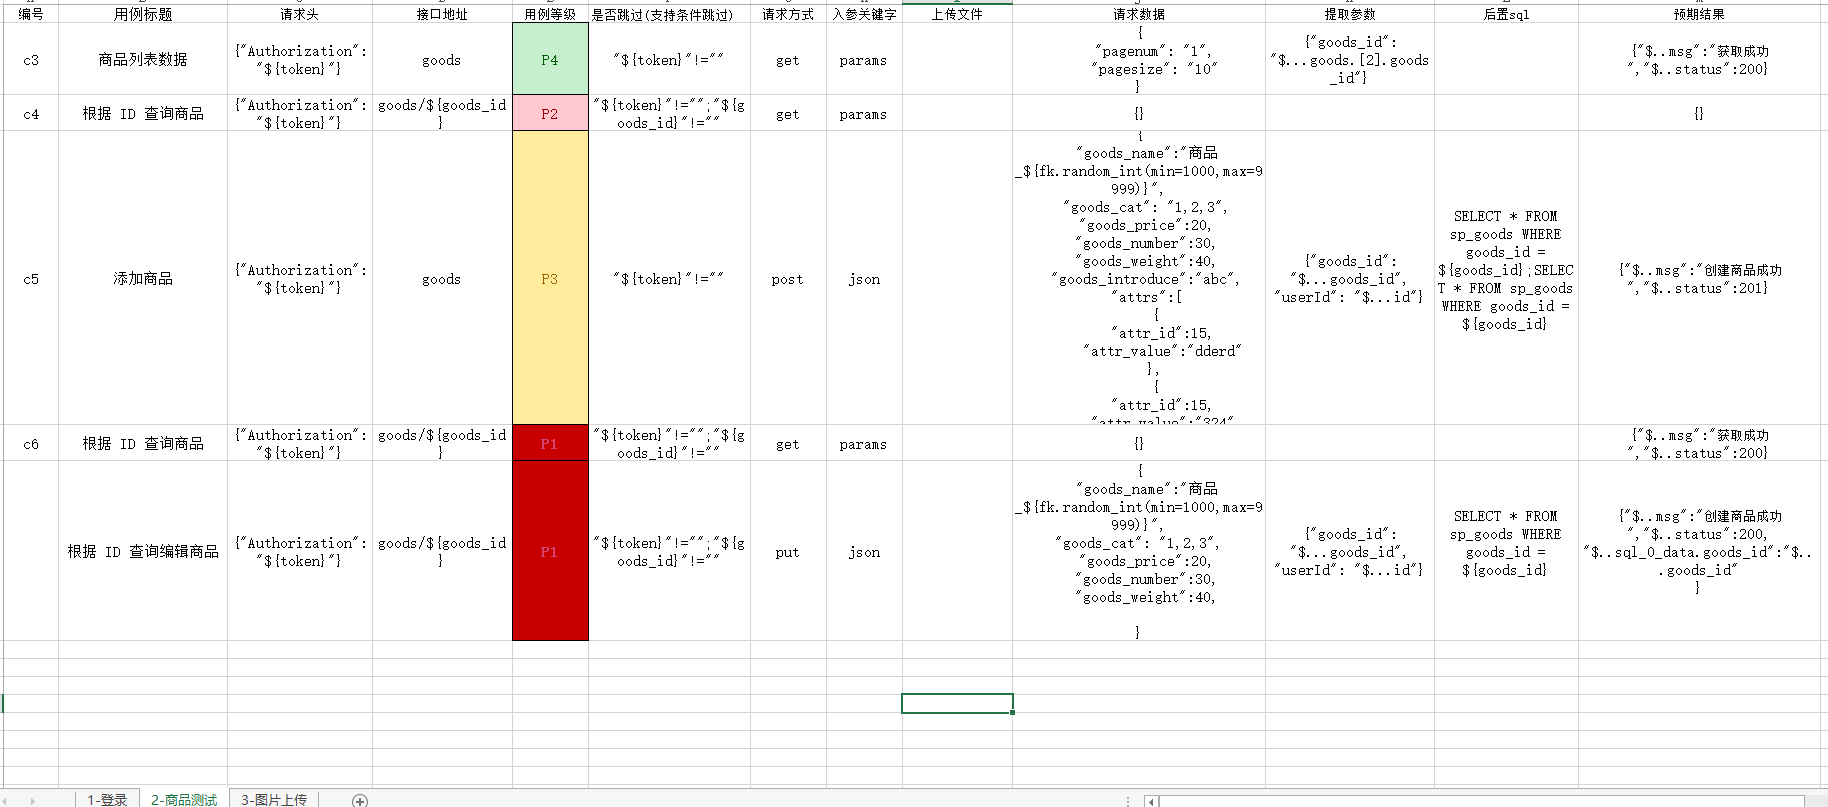 编号 用例标题 请求头 接口地址 用例等级 是否跳过(支持条件跳过) 请求方式 入参关键字 上传文件 请求数据 提取参数 后置sql 预期结果
c3
商品列表数据
{"Authorization":
"${token}"}
goods
P4
"${token}"!=""
get
params
{
"pagenum": "1",
"pagesize": "10"
}
{"goods_id":
"$...goods.[2].goods
_id"}
{"$..msg":"获取成功
","$..status":200}
c4
根据 ID 查询商品
{"Authorization":
"${token}"}
goods/${goods_id
}
P2
"${token}"!="";"${g
oods_id}"!=""
get
params
{}
{}
c5
添加商品
{"Authorization":
"${token}"}
goods
P3
"${token}"!=""
post
json
{
"goods_name":"商品
_${fk.random_int(min=1000,max=9
999)}",
"goods_cat": "1,2,3",
"goods_price":20,
"goods_number":30,
"goods_weight":40,
"goods_introduce":"abc",
"attrs":[
{
"attr_id":15,
"attr_value":"dderd"
},
{
"attr_id":15,
"attr_value":"324"
{"goods_id":
"$...goods_id",
"userId": "$...id"}
SELECT * FROM
sp_goods WHERE
goods_id =
${goods_id};SELEC
T * FROM sp_goods
WHERE goods_id =
${goods_id}
{"$..msg":"创建商品成功
","$..status":201}
c6
根据 ID 查询商品
{"Authorization":
"${token}"}
goods/${goods_id
}
P1
"${token}"!="";"${g
oods_id}"!=""
get
params
{}
{"$..msg":"获取成功
","$..status":200}
根据 ID 查询编辑商品
{"Authorization":
"${token}"}
goods/${goods_id
}
P1
"${token}"!="";"${g
oods_id}"!=""
put
json
{
"goods_name":"商品
_${fk.random_int(min=1000,max=9
999)}",
"goods_cat": "1,2,3",
"goods_price":20,
"goods_number":30,
"goods_weight":40,
}
{"goods_id":
"$...goods_id",
"userId": "$...id"}
SELECT * FROM
sp_goods WHERE
goods_id =
${goods_id}
{"$..msg":"创建商品成功
","$..status":200,
"$..sql_0_data.goods_id":"$..
.goods_id"
}
1-登录 2-商品测试 3-图片上传